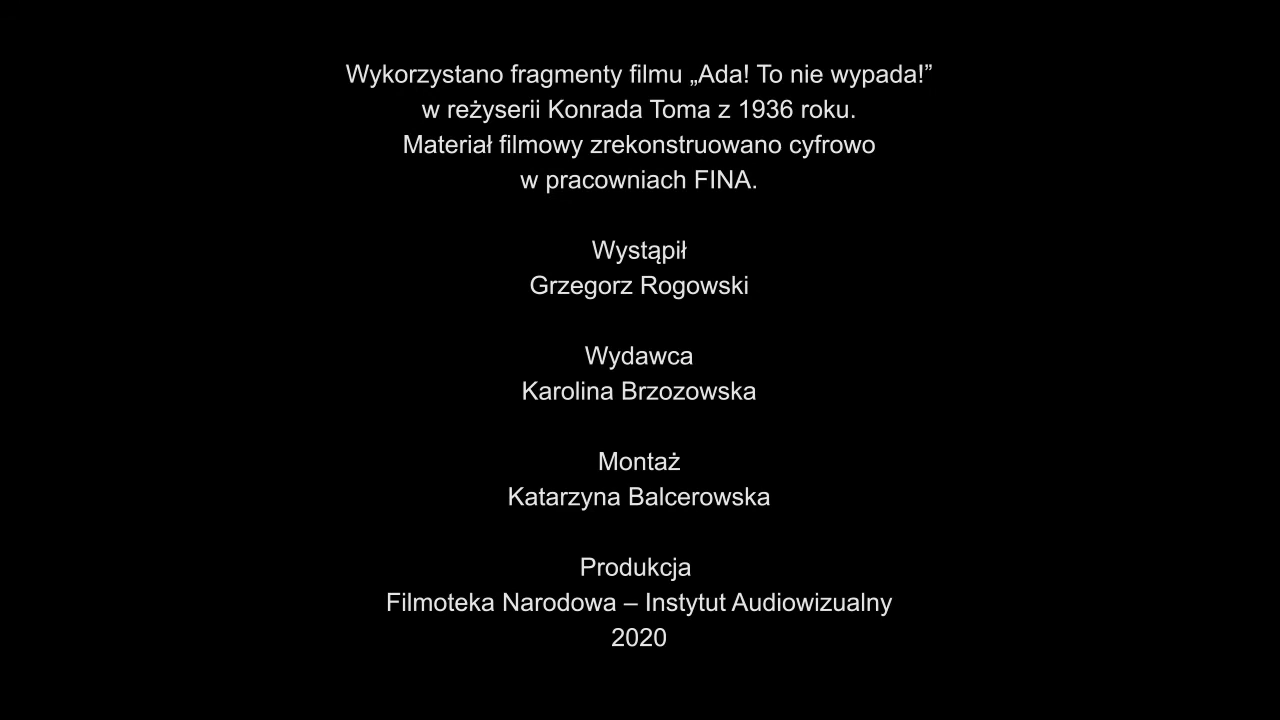 Wykorzystano fragmenty filmu „Ada! To nie wypada!”
w reżyserii Konrada Toma z 1936 roku.
Materiał filmowy zrekonstruowano cyfrowo
w pracowniach FINA.
Wystąpił
Grzegorz Rogowski
Wydawca
Karolina Brzozowska
Montaż
Katarzyna Balcerowska
Produkcja
Filmoteka Narodowa – Instytut Audiowizualny
2020